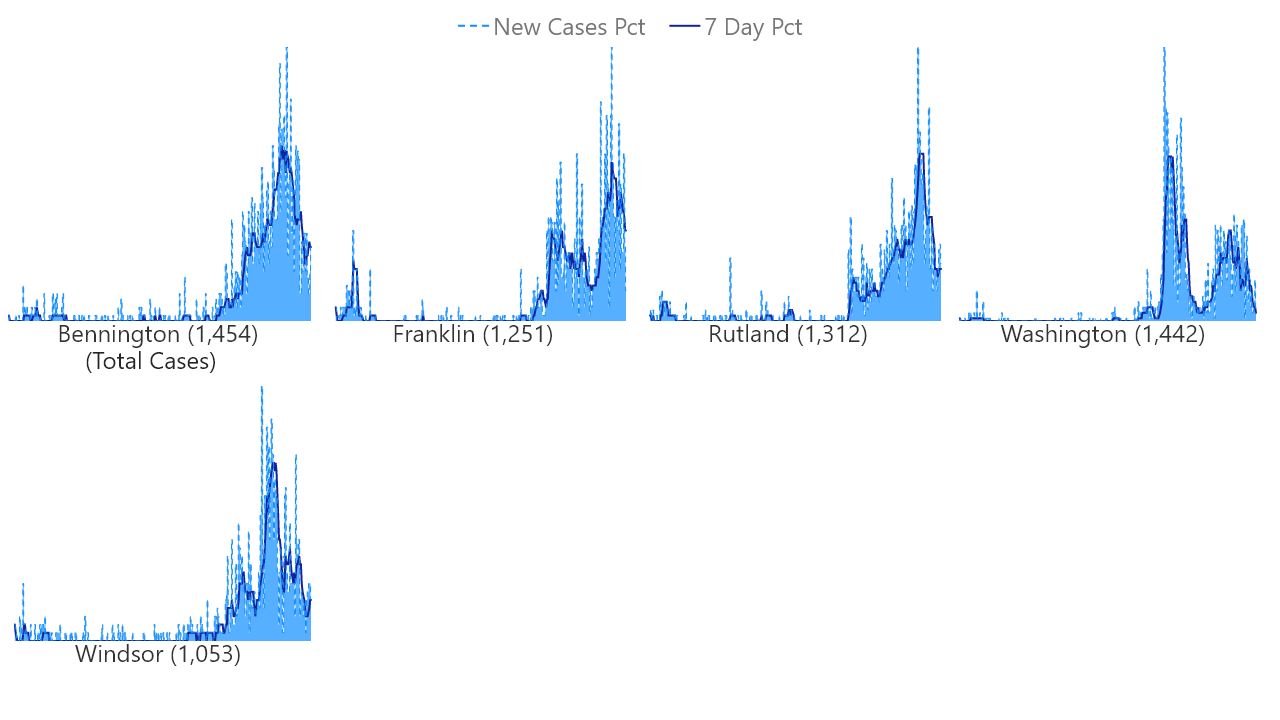 New Cases Pct 7 Day Pct
Bennington (1,454)
(Total Cases)
Franklin (1,251)
Rutland (1,312)
Washington (1,442)
Windsor (1,053)